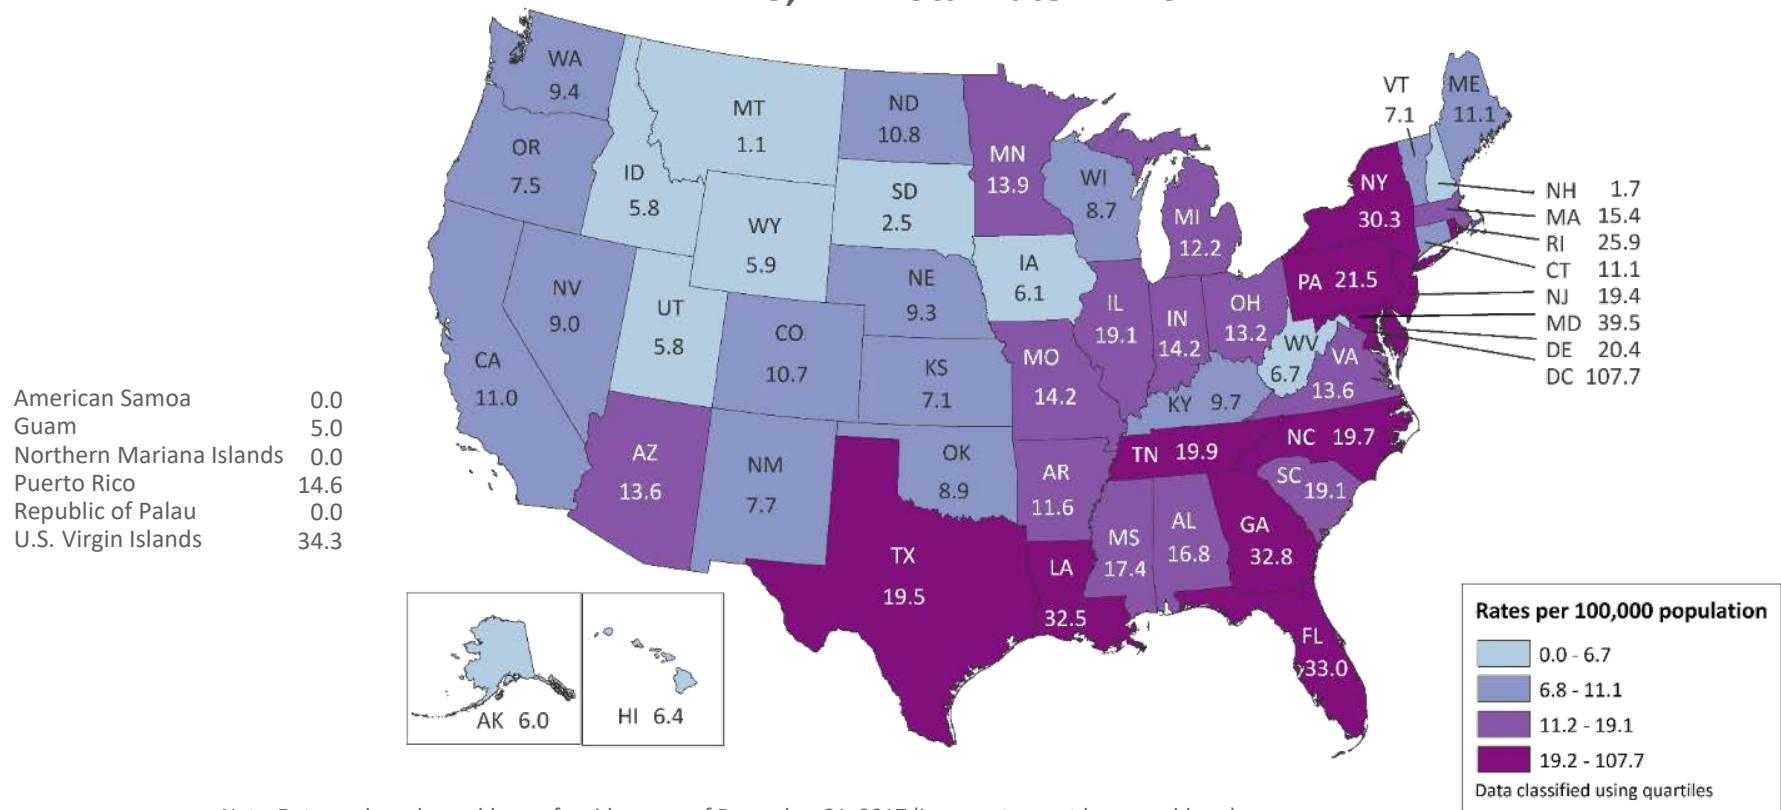 WA
9.4
MT
1.1
ND
10.8
MN
13.9
VT
7.1
ME
11.1
OR
7.5
ID
5.8
SD
2.5
WI
8.7
MI
12.2
NY
30.3
NH 1.7
MA 15.4
RI 25.9
CT 11.1
NJ 19.4
MD 39.5
DE 20.4
DC 107.7
WY
5.9
IA
6.1
NE
9.3
NV
9.0
UT
5.8
CO
10.7
IL
19.1
IN
14.2
OH
13.2
PA 21.5
WV
6.7
VA
13.6
CA
11.0
KS
7.1
MO
14.2
KY 9.7
American Samoa 0.0
Guam 5.0
Northern Mariana Islands 0.0
Puerto Rico 14.6
Republic of Palau 0.0
U.S. Virgin Islands 34.3
AZ
13.6
NM
7.7
OK
8.9
AR
11.6
TN 19.9
NC 19.7
SC 19.1
MS
17.4
AL
16.8
GA
32.8
TX
19.5
LA
32.5
FL
33.0
AK 6.0
HI 6.4
Rates per 100,000 population
0.0 - 6.7
6.8 - 11.1
11.2 - 19.1
19.2 - 107.7
Data classified using quartiles